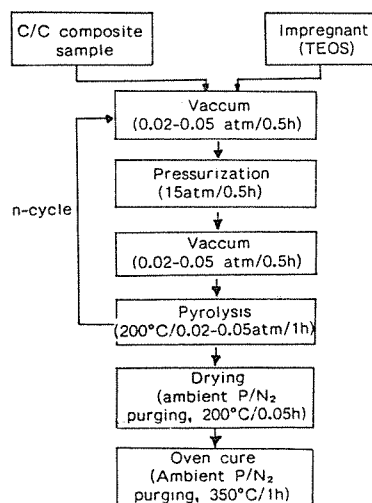 C/C composite
sample
Impregnant
(TEOS)
Vaccum
(0.02-0.05 atm/0.5h)
Pressurization
(15atm/0.5h)
n-cycle
Vaccum
(0.02-0.05 atm/0.5h)
Pyrolysis
(200°C/0.02-0.05atm/1h)
Drying
(ambient P/N₂
purging, 200°C/0.05h)
Oven cure
(Ambient P/N₂
purging, 350°C/1h)